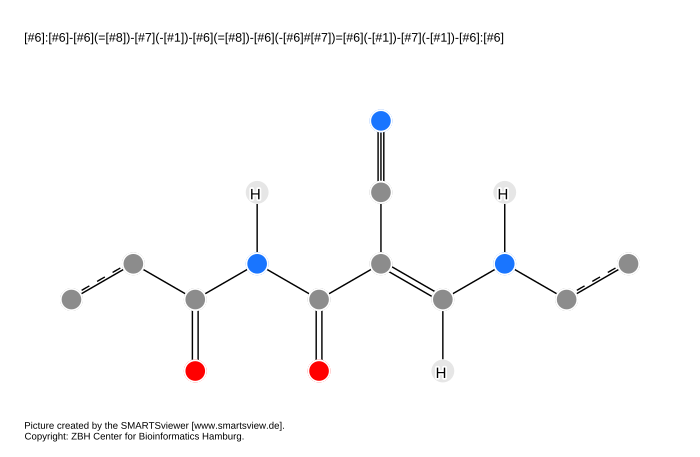 [#6]:[#6]-[#6](=[#8])-[#7](-[#1])-[#6](=[#8])-[#6](-[#6]#[#7])=[#6](-[#1])-[#7](-[#1])-[#6]:[#6]
H
H
H
Picture created by the SMARTSviewer [www.smartsview.de].
Copyright: ZBH Center for Bioinformatics Hamburg.